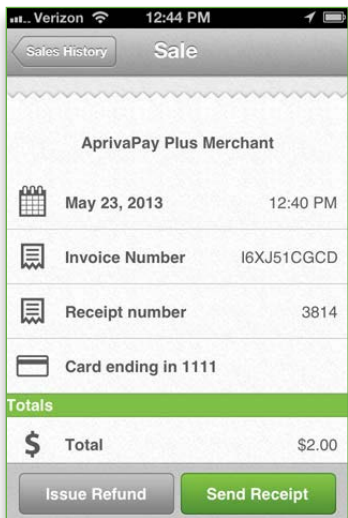 Verizon 12:44 PM
Sales History Sale
AprivaPay Plus Merchant
May 23, 2013 12:40 PM
Invoice Number I6XJ51CGCD
Receipt number 3814
Card ending in 1111
Totals
$ Total $2.00
Issue Refund Send Receipt